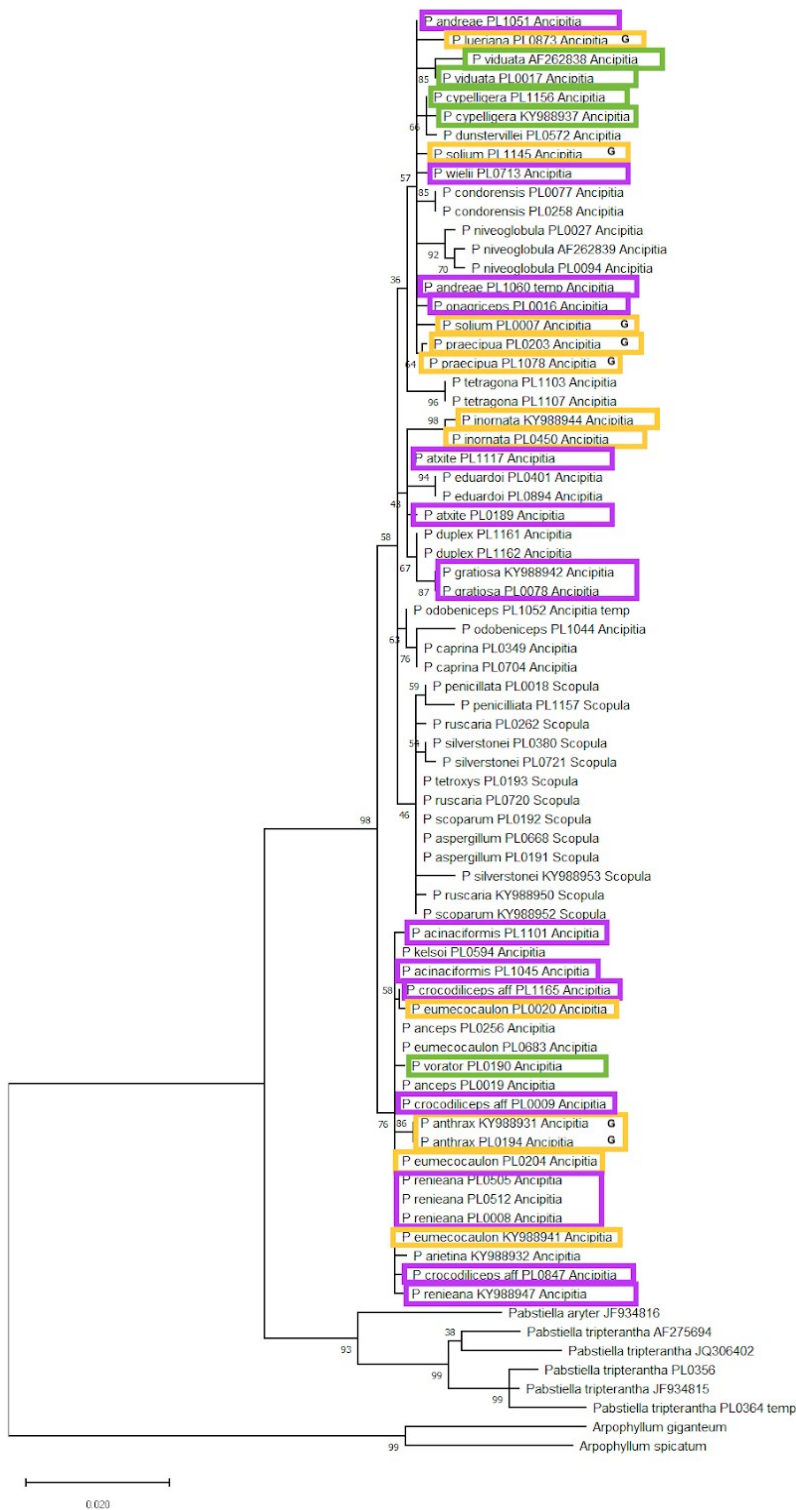 P andreae PL1051 Ancipitia
P lueriana PL0873 Ancipitia G
P viduata AF262838 Ancipitia
85 P viduata PL0017 Ancipitia
P cypelligera PL1156 Ancipitia
P cypelligera KY988937 Ancipitia
66 P dunstervillei PL0572 Ancipitia
P solium PL1145 Ancipitia G
57 P wielii PL0713 Ancipitia
85 P condorensis PL0077 Ancipitia
P condorensis PL0258 Ancipitia
P niveoglobula PL0027 Ancipitia
92 P niveoglobula AF262839 Ancipitia
70 P niveoglobula PL0094 Ancipitia
36 P andreae PL1060 temp Ancipitia
P onagriceps PL0016 Ancipitia
P solium PL0007 Ancipitia G
P praecipua PL0203 Ancipitia G
64 P praecipua PL1078 Ancipitia G
P tetragona PL1103 Ancipitia
96 P tetragona PL1107 Ancipitia
98 P inornata KY988944 Ancipitia
P inornata PL0450 Ancipitia
P atxite PL1117 Ancipitia
94 P eduardoi PL0401 Ancipitia
P eduardoi PL0894 Ancipitia
43 P atxite PL0189 Ancipitia
58 P duplex PL1161 Ancipitia
P duplex PL1162 Ancipitia
67 P gratiosa KY988942 Ancipitia
87 P gratiosa PL0078 Ancipitia
P odobeniceps PL1052 Ancipitia temp
63 P odobeniceps PL1044 Ancipitia
P caprina PL0349 Ancipitia
76 P caprina PL0704 Ancipitia
59 P penicillata PL0018 Scopula
P penicilliata PL1157 Scopula
P ruscaria PL0262 Scopula
54 P silverstonei PL0380 Scopula
P silverstonei PL0721 Scopula
P tetroxys PL0193 Scopula
P ruscaria PL0720 Scopula
98 46 P scoparum PL0192 Scopula
P aspergillum PL0668 Scopula
P aspergillum PL0191 Scopula
P silverstonei KY988953 Scopula
P ruscaria KY988950 Scopula
P scoparum KY988952 Scopula
P acinaciformis PL1101 Ancipitia
P kelsoi PL0594 Ancipitia
P acinaciformis PL1045 Ancipitia
58 P crocodiliceps aff PL1165 Ancipitia
P eumecocaulon PL0020 Ancipitia
P anceps PL0256 Ancipitia
P eumecocaulon PL0683 Ancipitia
P vorator PL0190 Ancipitia
P anceps PL0019 Ancipitia
P crocodiliceps aff PL0009 Ancipitia
76 86 P anthrax KY988931 Ancipitia G
P anthrax PL0194 Ancipitia G
P eumecocaulon PL0204 Ancipitia
P renieana PL0505 Ancipitia
P renieana PL0512 Ancipitia
P renieana PL0008 Ancipitia
P eumecocaulon KY988941 Ancipitia
P arietina KY988932 Ancipitia
P crocodiliceps aff PL0847 Ancipitia
P renieana KY988947 Ancipitia
Pabstiella aryter JF934816
38 Pabstiella tripterantha AF275694
93 Pabstiella tripterantha JQ306402
99 Pabstiella tripterantha PL0356
Pabstiella tripterantha JF934815
99 Pabstiella tripterantha PL0364 temp
Arpophyllum giganteum
99 Arpophyllum spicatum
0.020